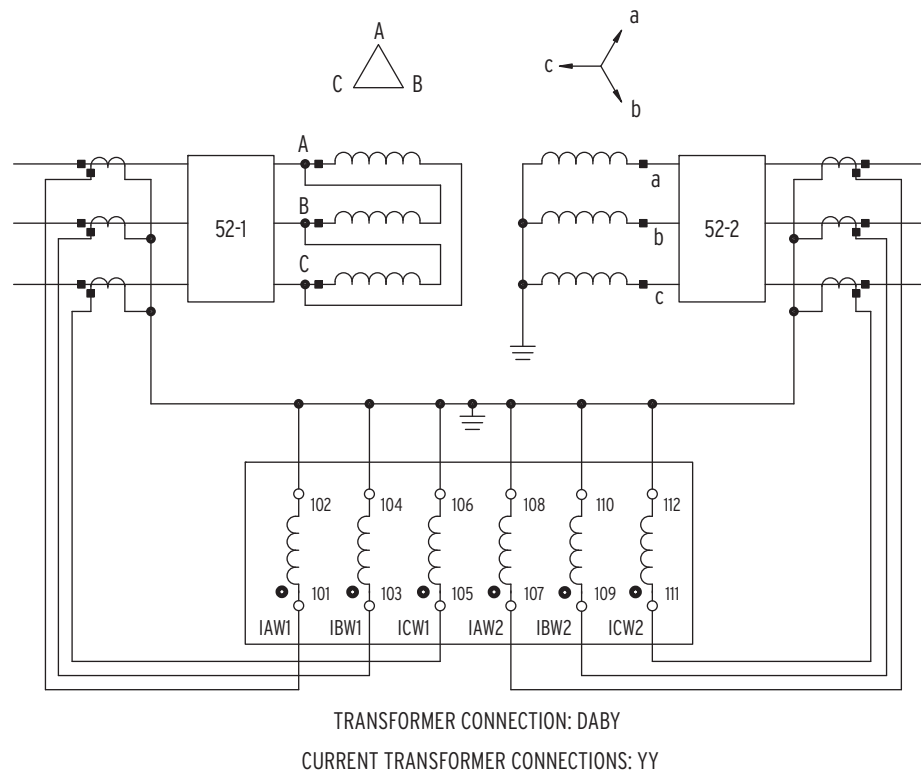 A
C B
a
c
b
A
B
C
52-1
a
b
c
52-2
102 104 106 108 110 112
101 103 105 107 109 111
IAW1 IBW1 ICW1 IAW2 IBW2 ICW2
TRANSFORMER CONNECTION: DABY
CURRENT TRANSFORMER CONNECTIONS: YY